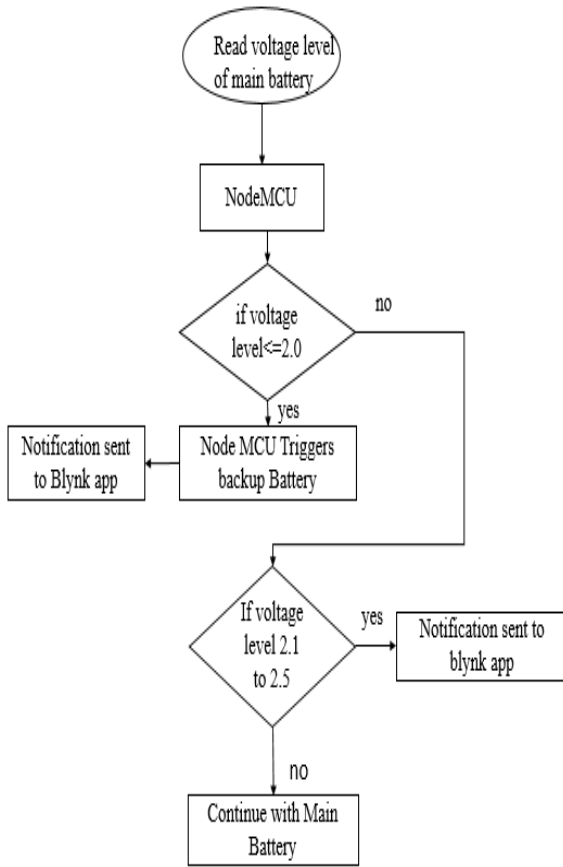 Read voltage level
of main battery
NodeMCU
if voltage
level<=2.0
no
yes
Notification sent
to Blynk app
Node MCU Triggers
backup Battery
If voltage
level 2.1
to 2.5
yes
Notification sent to
blynk app
no
Continue with Main
Battery